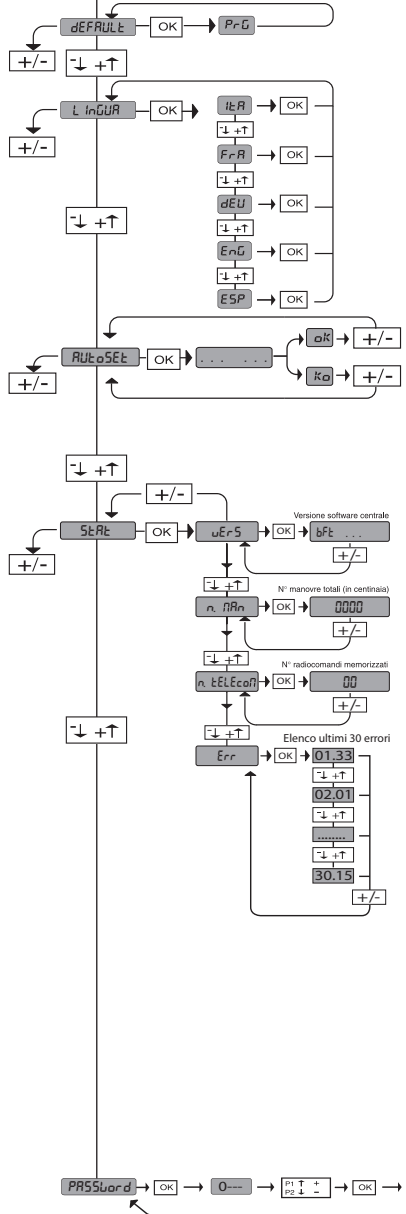 dEFAULt OK PrG
+/- -↓ +↑
LInGUA OK ItA OK
+/- -↓ +↑
FrA OK
-↓ +↑
-↓ +↑ dEU OK
-↓ +↑
EnG OK
-↓ +↑
ESP OK
AUtoSEt OK ... ... oK +/-
+/- Ko +/-
-↓ +↑
+/-
Versione software centrale
StAt OK vErS OK bFt ...
+/- +/-
-↓ +↑
N° manovre totali (in centinaia)
n. MAn OK 0000
+/-
-↓ +↑
N° radiocomandi memorizzati
n. tELEcoM OK 00
+/-
-↓ +↑ -↓ +↑
Elenco ultimi 30 errori
Err OK 01.33
-↓ +↑
02.01
-↓ +↑
........
-↓ +↑
30.15
+/-
PASSword OK 0--- P1 ↑ + OK
P2 ↓ -